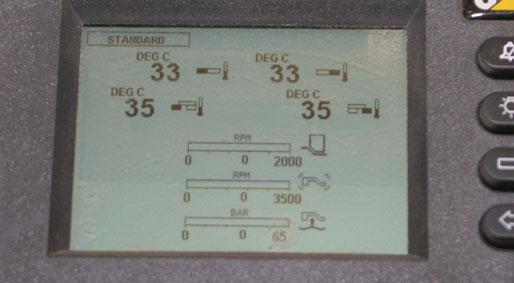 STANDARD
DEG C DEG C
33 33
DEG C DEG C
35 35
RPM
0 0 2000
RPM
0 0 3500
BAR
0 0 65